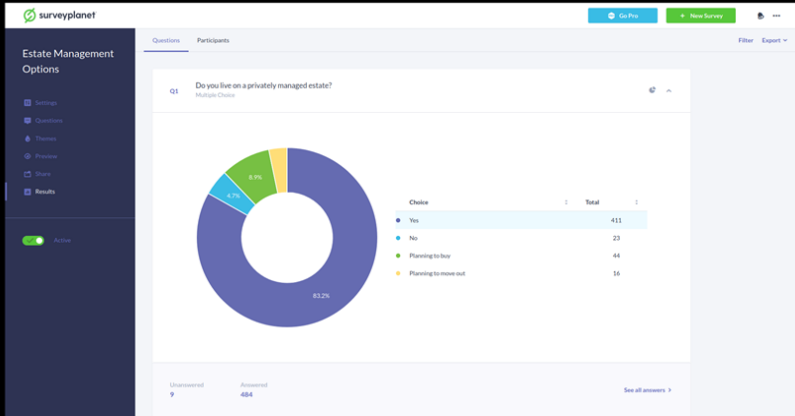 surveyplanet
Go Pro
+ New Survey
Estate Management
Options
Settings
Questions
Themes
Preview
Share
Results
Active
Questions
Participants
Filter
Export
Q1
Do you live on a privately managed estate?
Multiple Choice
8.9%
4.7%
83.2%
Choice Total
Yes 411
No 23
Planning to buy 44
Planning to move out 16
Unanswered
9
Answered
484
See all answers